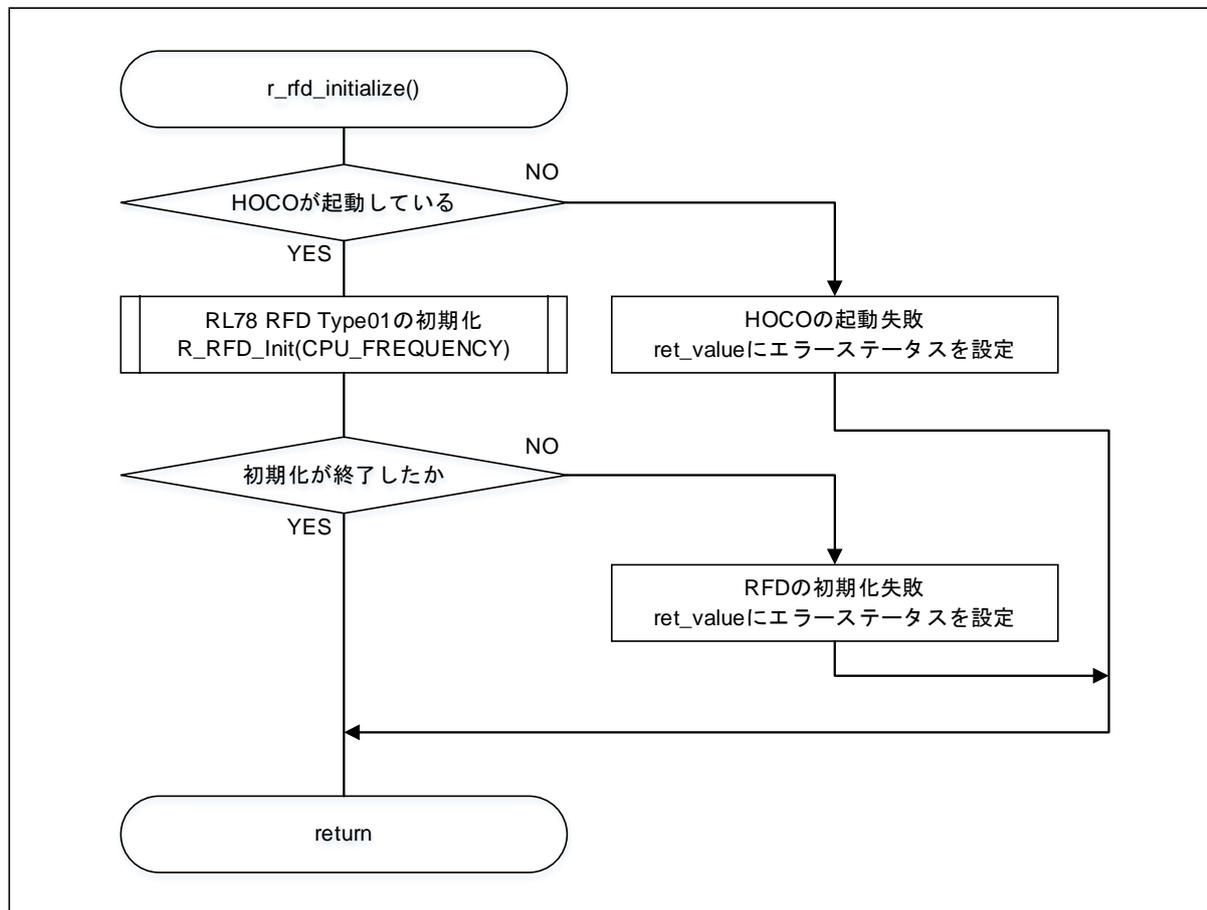 r_rfd_initialize()
NO
HOCOが起動している
YES
RL78 RFD Type01の初期化
R_RFD_Init(CPU_FREQUENCY)
HOCOの起動失敗
ret_valueにエラーステータスを設定
NO
初期化が終了したか
YES
RFDの初期化失敗
ret_valueにエラーステータスを設定
return